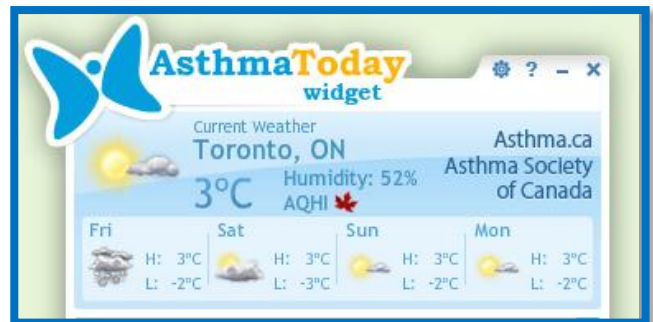 AsthmaToday
widget
? – ×
Current Weather
Toronto, ON
3°C
Humidity: 52%
AQHI
Asthma.ca
Asthma Society
of Canada
Fri
H: 3°C
L: -2°C
Sat
H: 3°C
L: -3°C
Sun
H: 3°C
L: -2°C
Mon
H: 3°C
L: -2°C